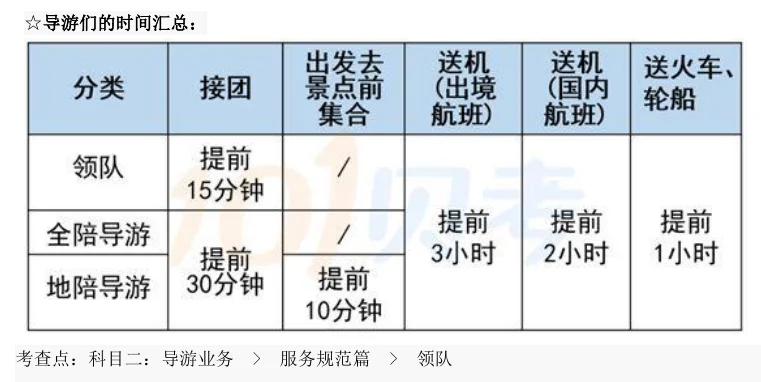 ☆导游们的时间汇总：
分类 接团 出发去景点前集合 送机(出境航班) 送机(国内航班) 送火车、轮船
领队 提前15分钟 / 提前3小时 提前2小时 提前1小时
全陪导游 提前30分钟 /
地陪导游 提前10分钟
101贝考
考查点：科目二：导游业务 > 服务规范篇 > 领队